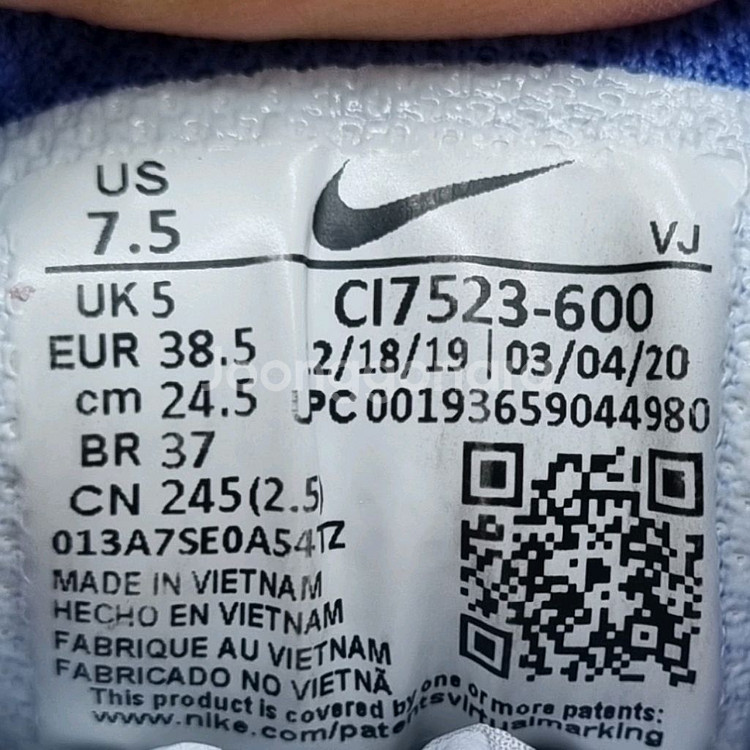 US
7.5
VJ
UK 5
EUR 38.5
cm 24.5
BR 37
CN 245(2.5)
CI7523-600
2/18/19 | 03/04/20
UPC 00193659044980
013A7SE0A54TZ
MADE IN VIETNAM
HECHO EN VIETNAM
FABRIQUE AU VIETNAM
FABRICADO NO VIETNÃ
This product is covered by one or more patents:
www.nike.com/patentsvirtualmarking